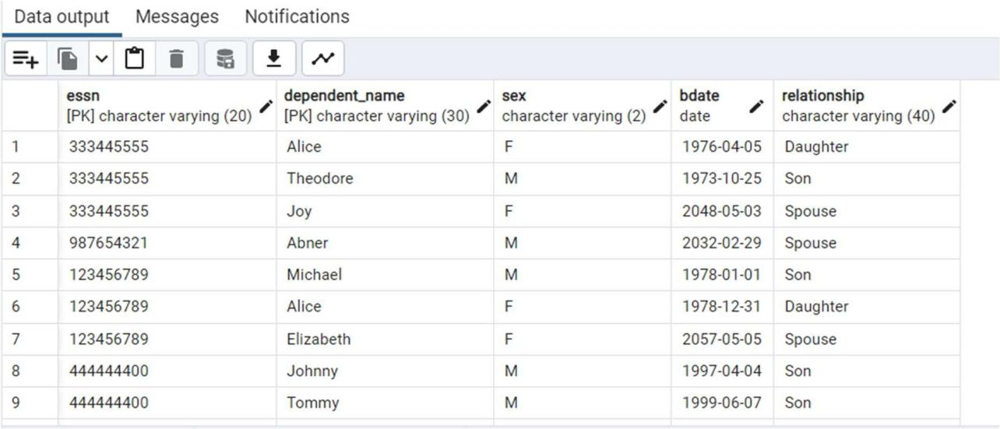 Data output Messages Notifications
essn dependent_name sex bdate relationship
[PK] character varying (20) [PK] character varying (30) character varying (2) date character varying (40)
1 333445555 Alice F 1976-04-05 Daughter
2 333445555 Theodore M 1973-10-25 Son
3 333445555 Joy F 2048-05-03 Spouse
4 987654321 Abner M 2032-02-29 Spouse
5 123456789 Michael M 1978-01-01 Son
6 123456789 Alice F 1978-12-31 Daughter
7 123456789 Elizabeth F 2057-05-05 Spouse
8 444444400 Johnny M 1997-04-04 Son
9 444444400 Tommy M 1999-06-07 Son